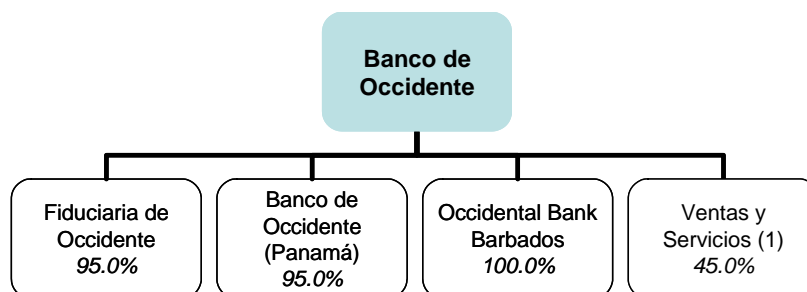 Banco de
Occidente
Fiduciaria de
Occidente
95.0%
Banco de
Occidente
(Panamá)
95.0%
Occidental Bank
Barbados
100.0%
Ventas y
Servicios (1)
45.0%